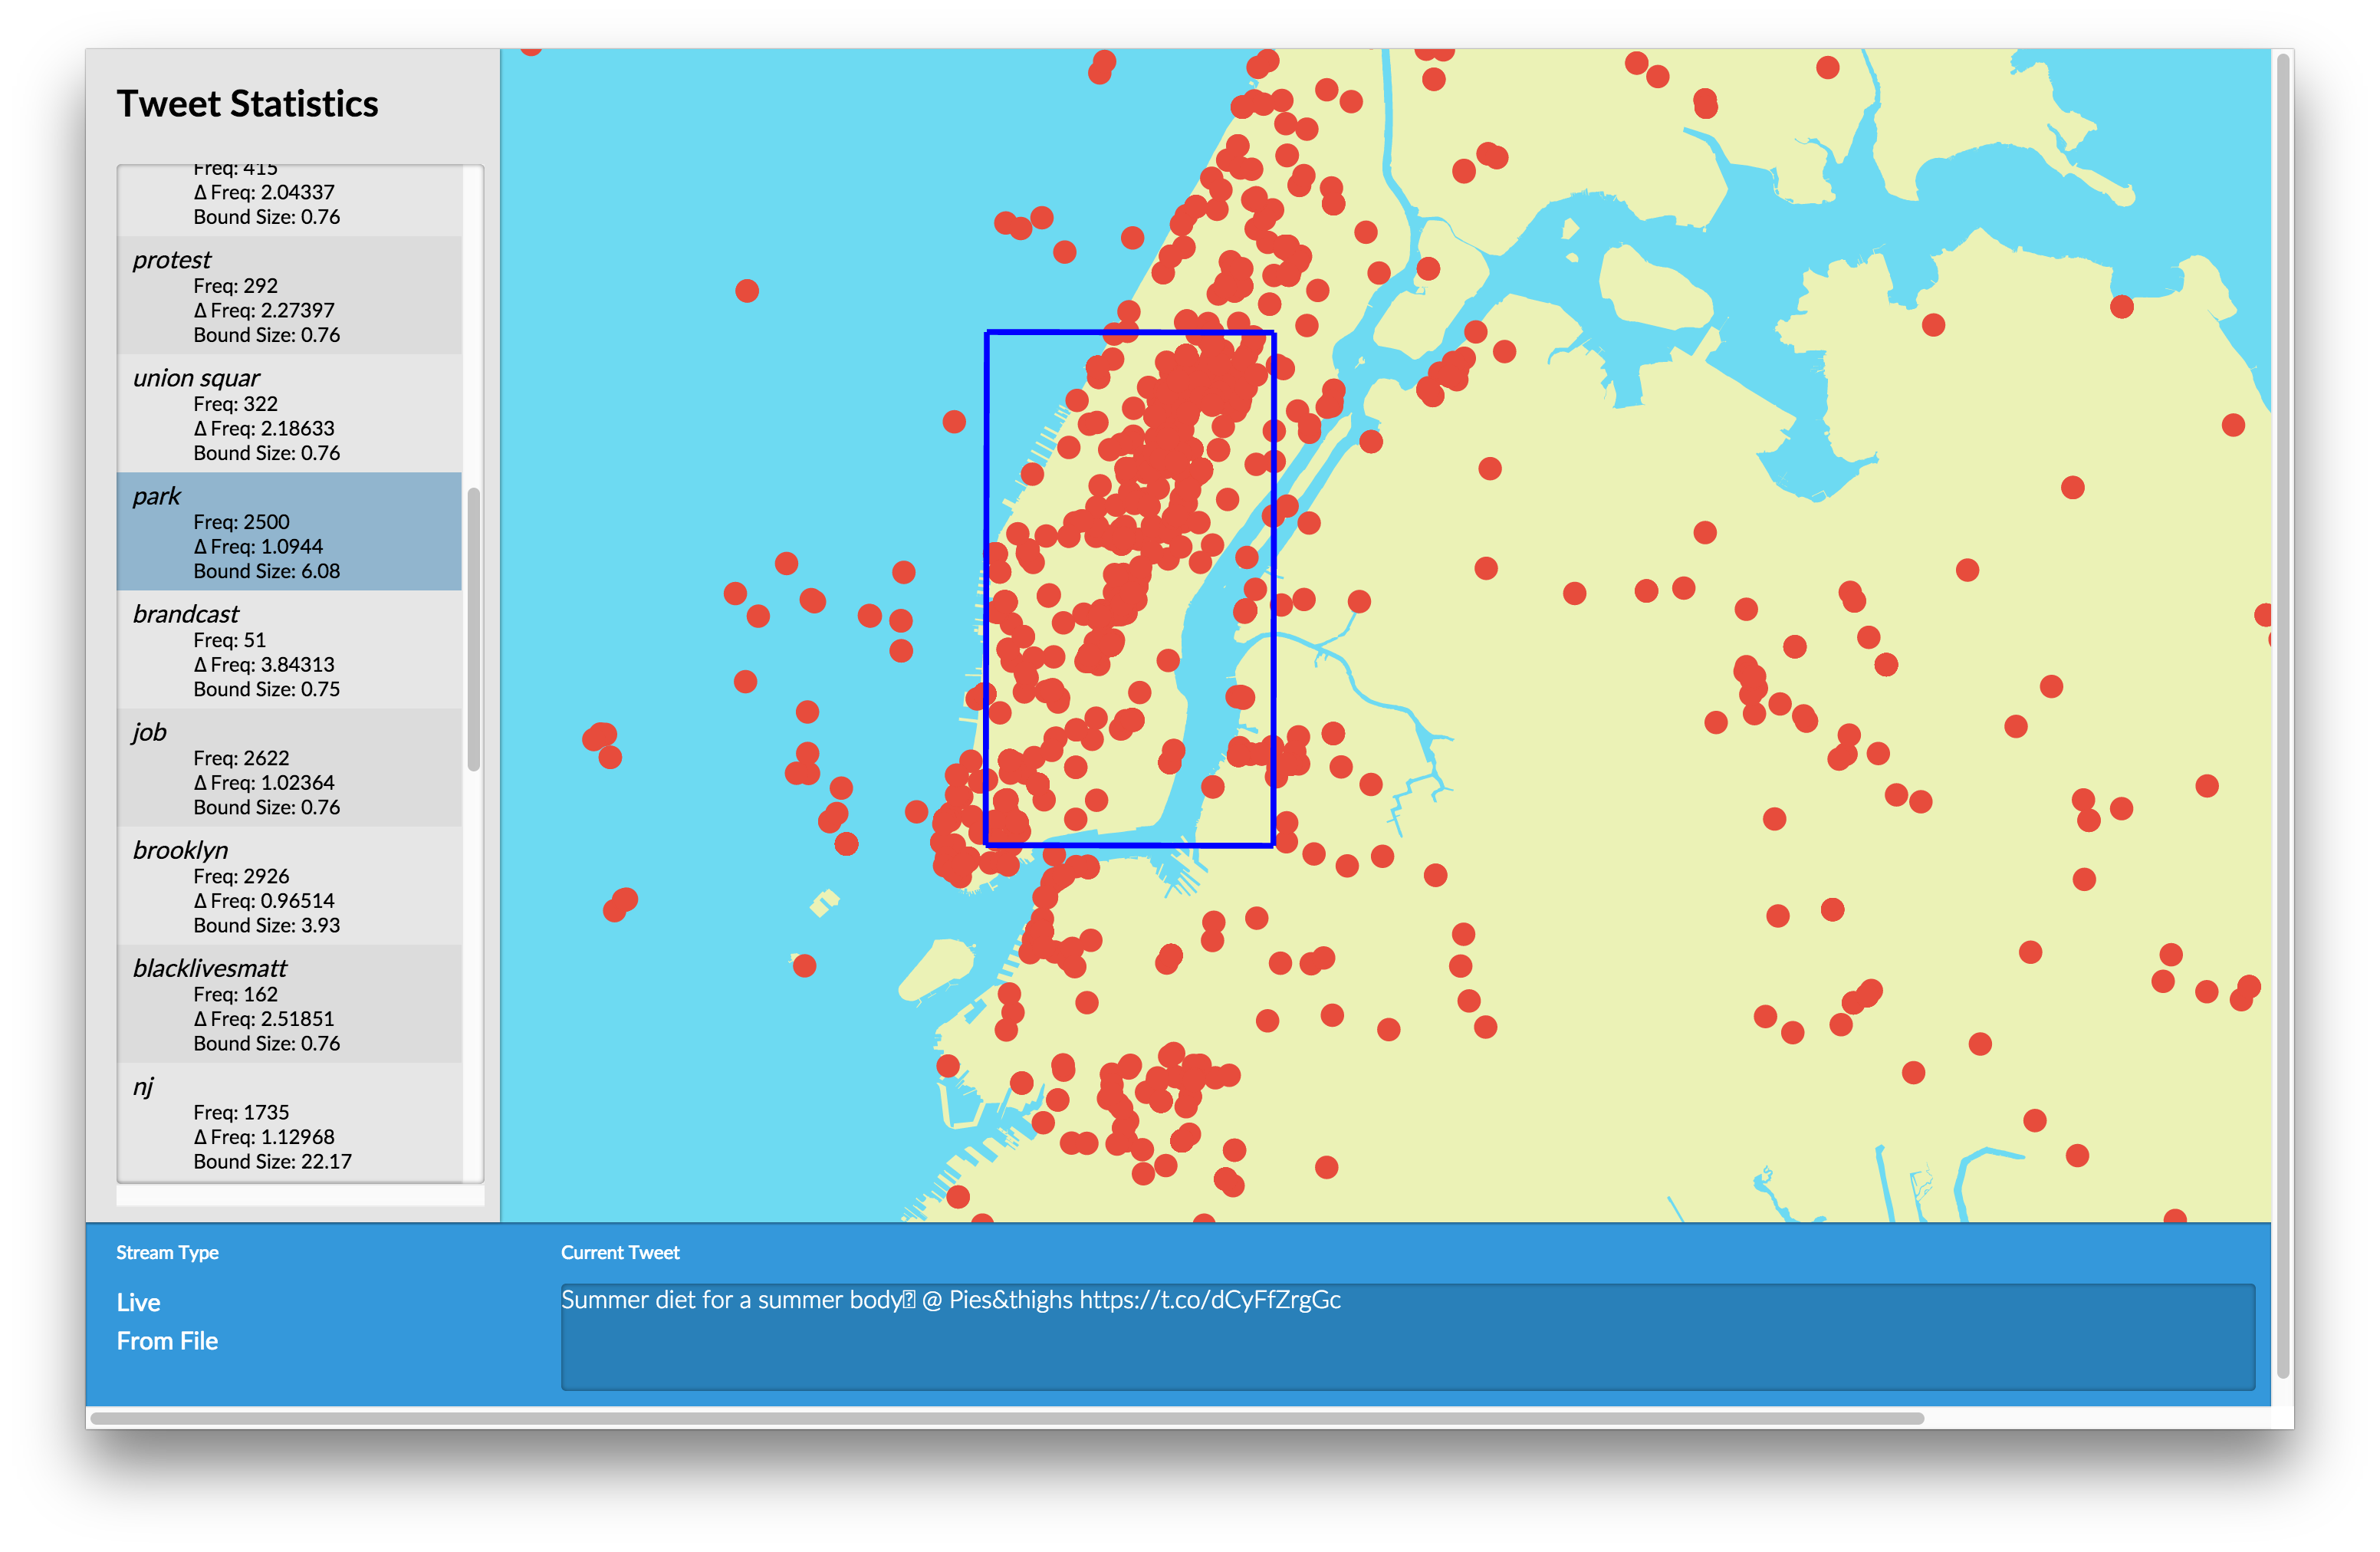 Tweet Statistics
Freq: 415
Δ Freq: 2.04337
Bound Size: 0.76
protest
Freq: 292
Δ Freq: 2.27397
Bound Size: 0.76
union squar
Freq: 322
Δ Freq: 2.18633
Bound Size: 0.76
park
Freq: 2500
Δ Freq: 1.0944
Bound Size: 6.08
brandcast
Freq: 51
Δ Freq: 3.84313
Bound Size: 0.75
job
Freq: 2622
Δ Freq: 1.02364
Bound Size: 0.76
brooklyn
Freq: 2926
Δ Freq: 0.96514
Bound Size: 3.93
blacklivesmatt
Freq: 162
Δ Freq: 2.51851
Bound Size: 0.76
nj
Freq: 1735
Δ Freq: 1.12968
Bound Size: 22.17
Stream Type
Live
From File
Current Tweet
Summer diet for a summer body @ Pies&thighs https://t.co/dCyFfZrgGc